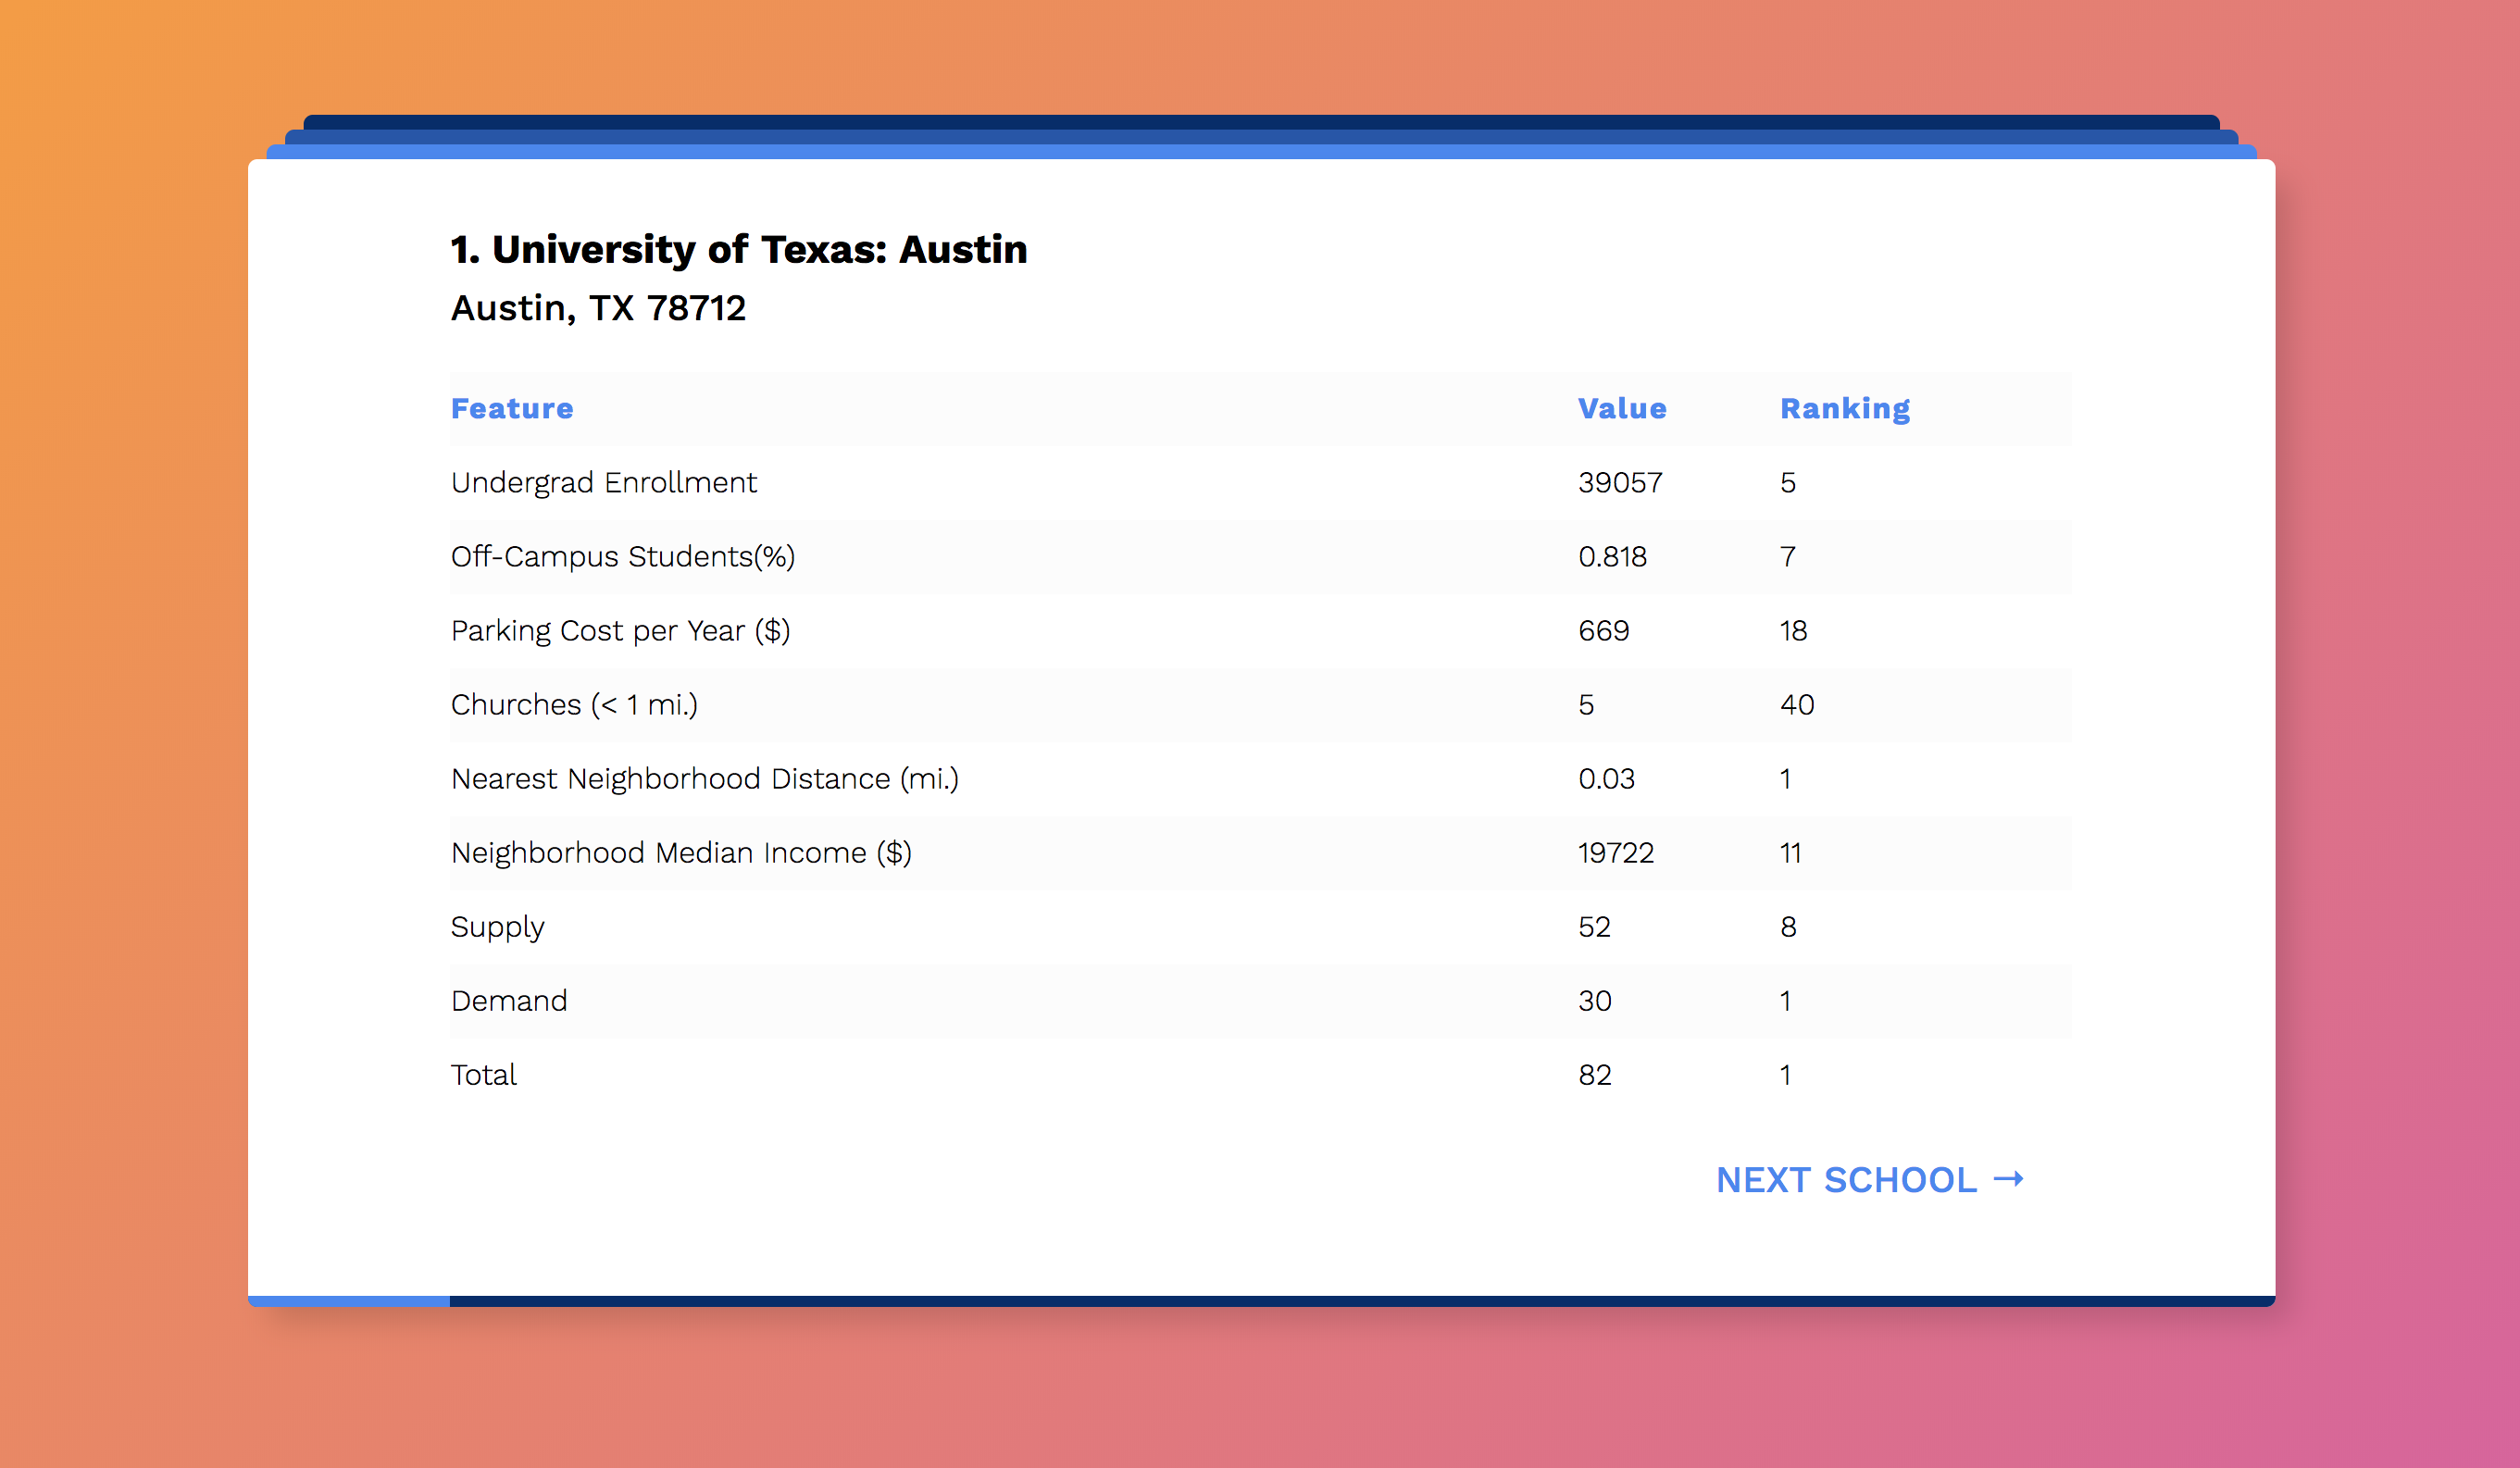 1. University of Texas: Austin
Austin, TX 78712
Feature Value Ranking
Undergrad Enrollment 39057 5
Off-Campus Students(%) 0.818 7
Parking Cost per Year ($) 669 18
Churches (< 1 mi.) 5 40
Nearest Neighborhood Distance (mi.) 0.03 1
Neighborhood Median Income ($) 19722 11
Supply 52 8
Demand 30 1
Total 82 1
NEXT SCHOOL →